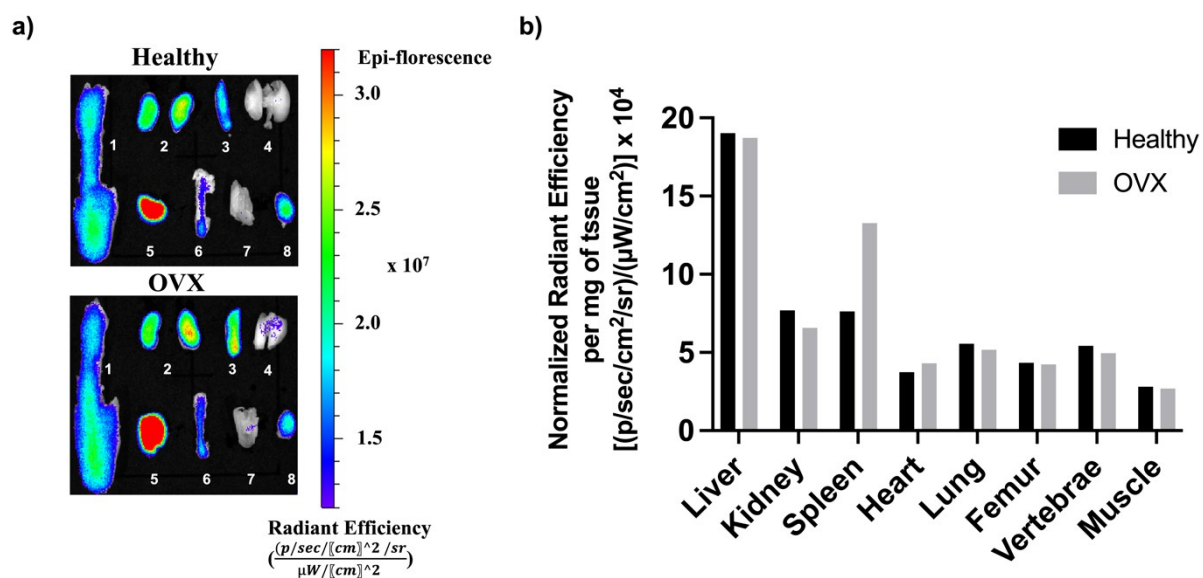 a)
Healthy
1
2
3
4
5
6
7
8
OVX
1
2
3
4
5
6
7
8
Epi-florescence
3.0
2.5
x 10⁷
2.0
1.5
Radiant Efficiency
(p/sec/〖cm〗^2 /sr
μW/〖cm〗^2)
b)
Normalized Radiant Efficiency
per mg of tssue
[(p/sec/cm²/sr)/(μW/cm²)] x 10⁴
20
15
10
5
0
Healthy
OVX
Liver
Kidney
Spleen
Heart
Lung
Femur
Vertebrae
Muscle